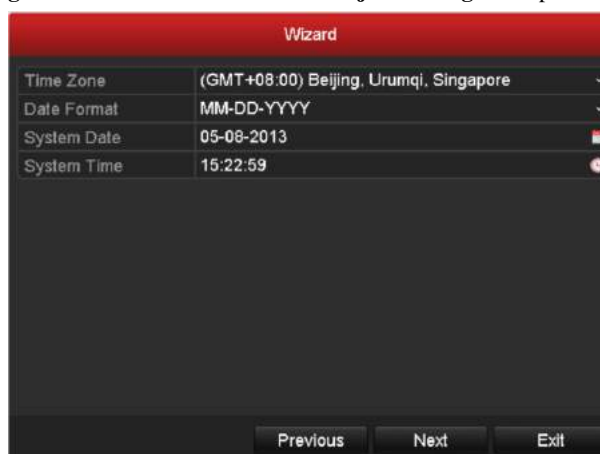 Wizard
Time Zone (GMT+08:00) Beijing, Urumqi, Singapore
Date Format MM-DD-YYYY
System Date 05-08-2013
System Time 15:22:59
Previous Next Exit